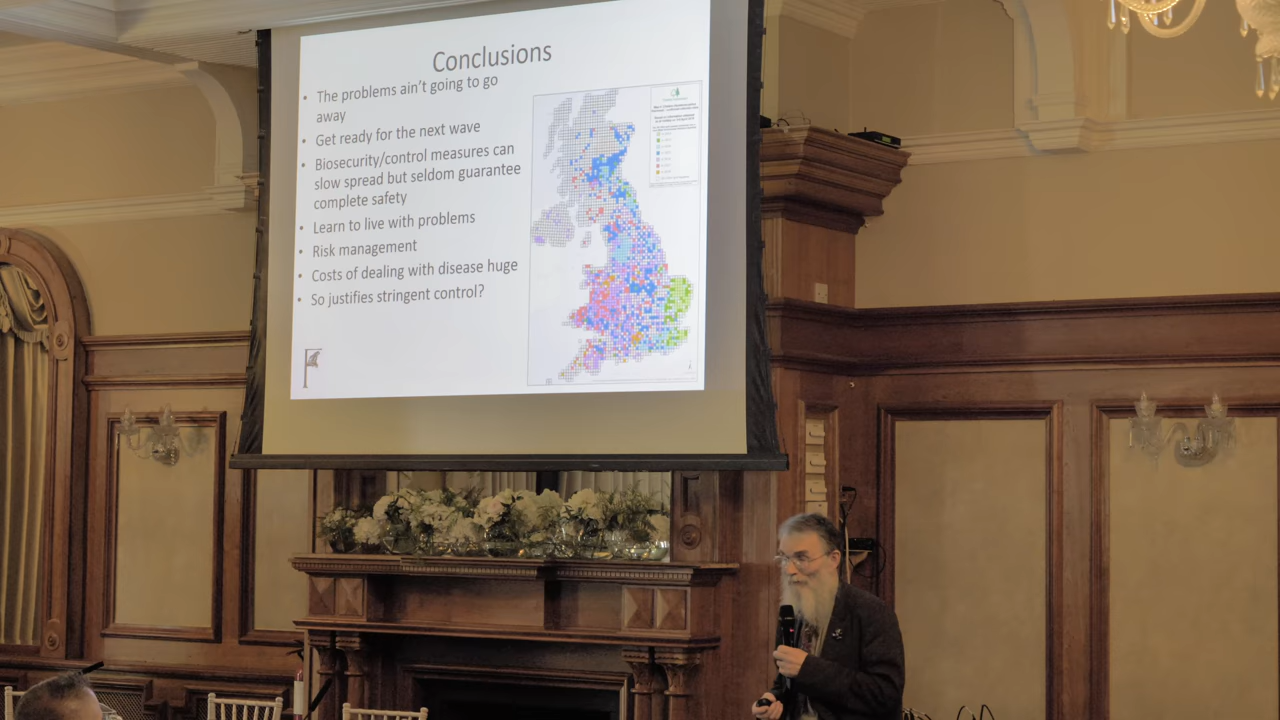 Conclusions
• The problems ain't going to go
away
• Get ready for the next wave
• Biosecurity/control measures can
slow spread but seldom guarantee
complete safety
• Learn to live with problems
• Risk management
• Costs of dealing with disease huge
• So justifies stringent control?